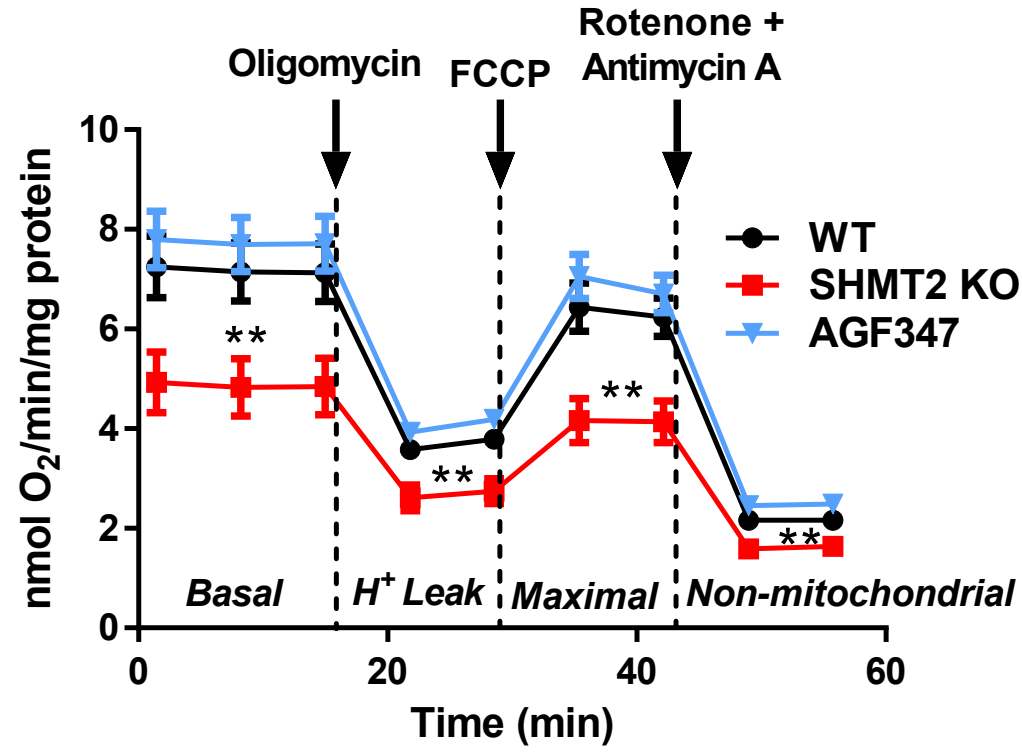 Oligomycin
FCCP
Rotenone +
Antimycin A
nmol O₂/min/mg protein
10
8
6
4
2
0
WT
SHMT2 KO
AGF347
**
**
**
**
Basal
H⁺ Leak
Maximal
Non-mitochondrial
0
20
40
60
Time (min)